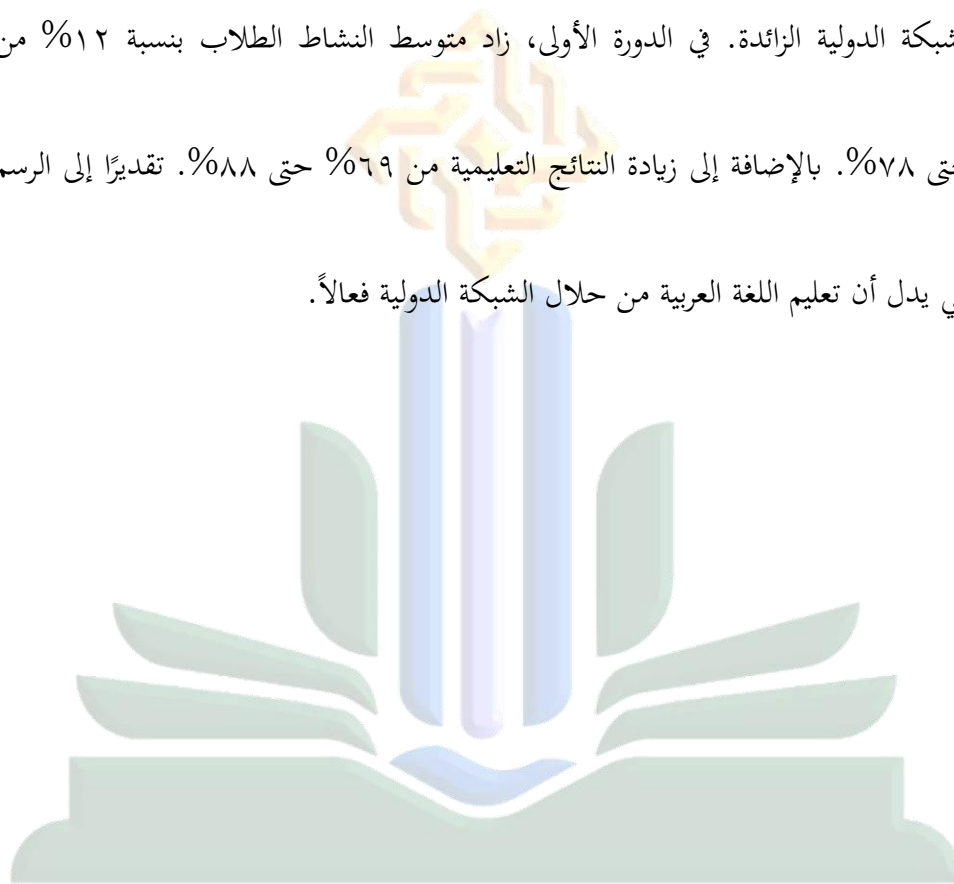 شبكة الدولية الزائدة. في الدورة الأولى، زاد متوسط النشاط الطلاب بنسبة ١٢% من
حتى ٧٨%. بالإضافة إلى زيادة النتائج التعليمية من ٦٩% حتى ٨٨%. تقديرًا إلى الرسم
ي يدل أن تعليم اللغة العربية من حلال الشبكة الدولية فعالاً.